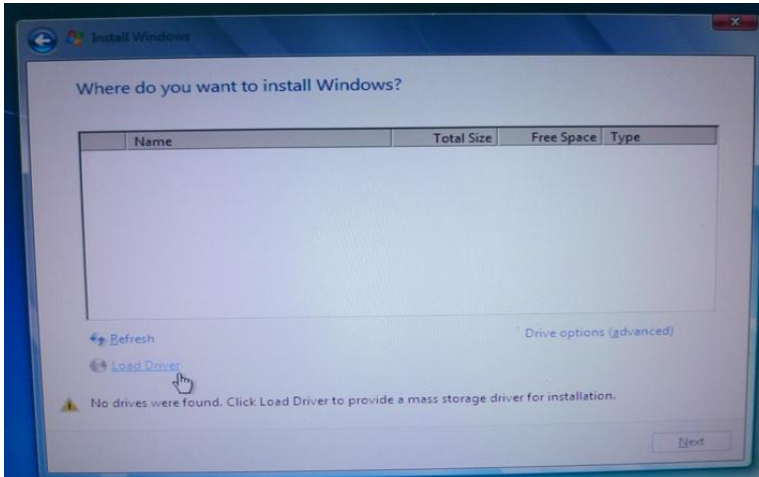 Install Windows
Where do you want to install Windows?
Name Total Size Free Space Type
Refresh Drive options (advanced)
Load Driver
No drives were found. Click Load Driver to provide a mass storage driver for installation.
Next